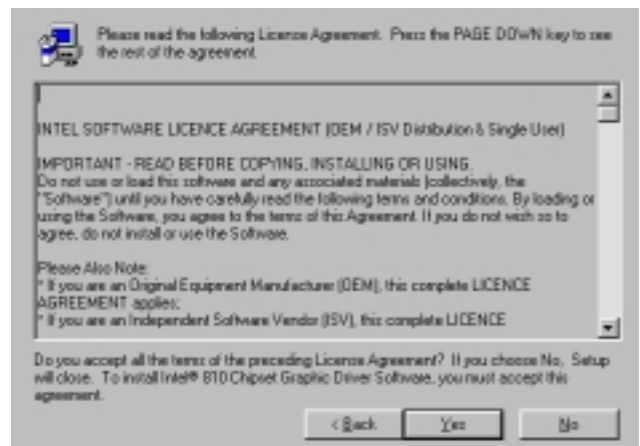 Please read the following License Agreement. Press the PAGE DOWN key to see
the rest of the agreement.
INTEL SOFTWARE LICENCE AGREEMENT (OEM / ISV Distribution & Single User)
IMPORTANT - READ BEFORE COPYING, INSTALLING OR USING.
Do not use or load this software and any associated materials (collectively, the
"Software") until you have carefully read the following terms and conditions. By loading or
using the Software, you agree to the terms of this Agreement. If you do not wish so to
agree, do not install or use the Software.
Please Also Note:
* If you are an Original Equipment Manufacturer (OEM), this complete LICENCE
AGREEMENT applies;
* If you are an Independent Software Vendor (ISV), this complete LICENCE
Do you accept all the terms of the preceding License Agreement? If you choose No, Setup
will close. To install Intel® 810 Chipset Graphic Driver Software, you must accept this
agreement.
< Back Yes No